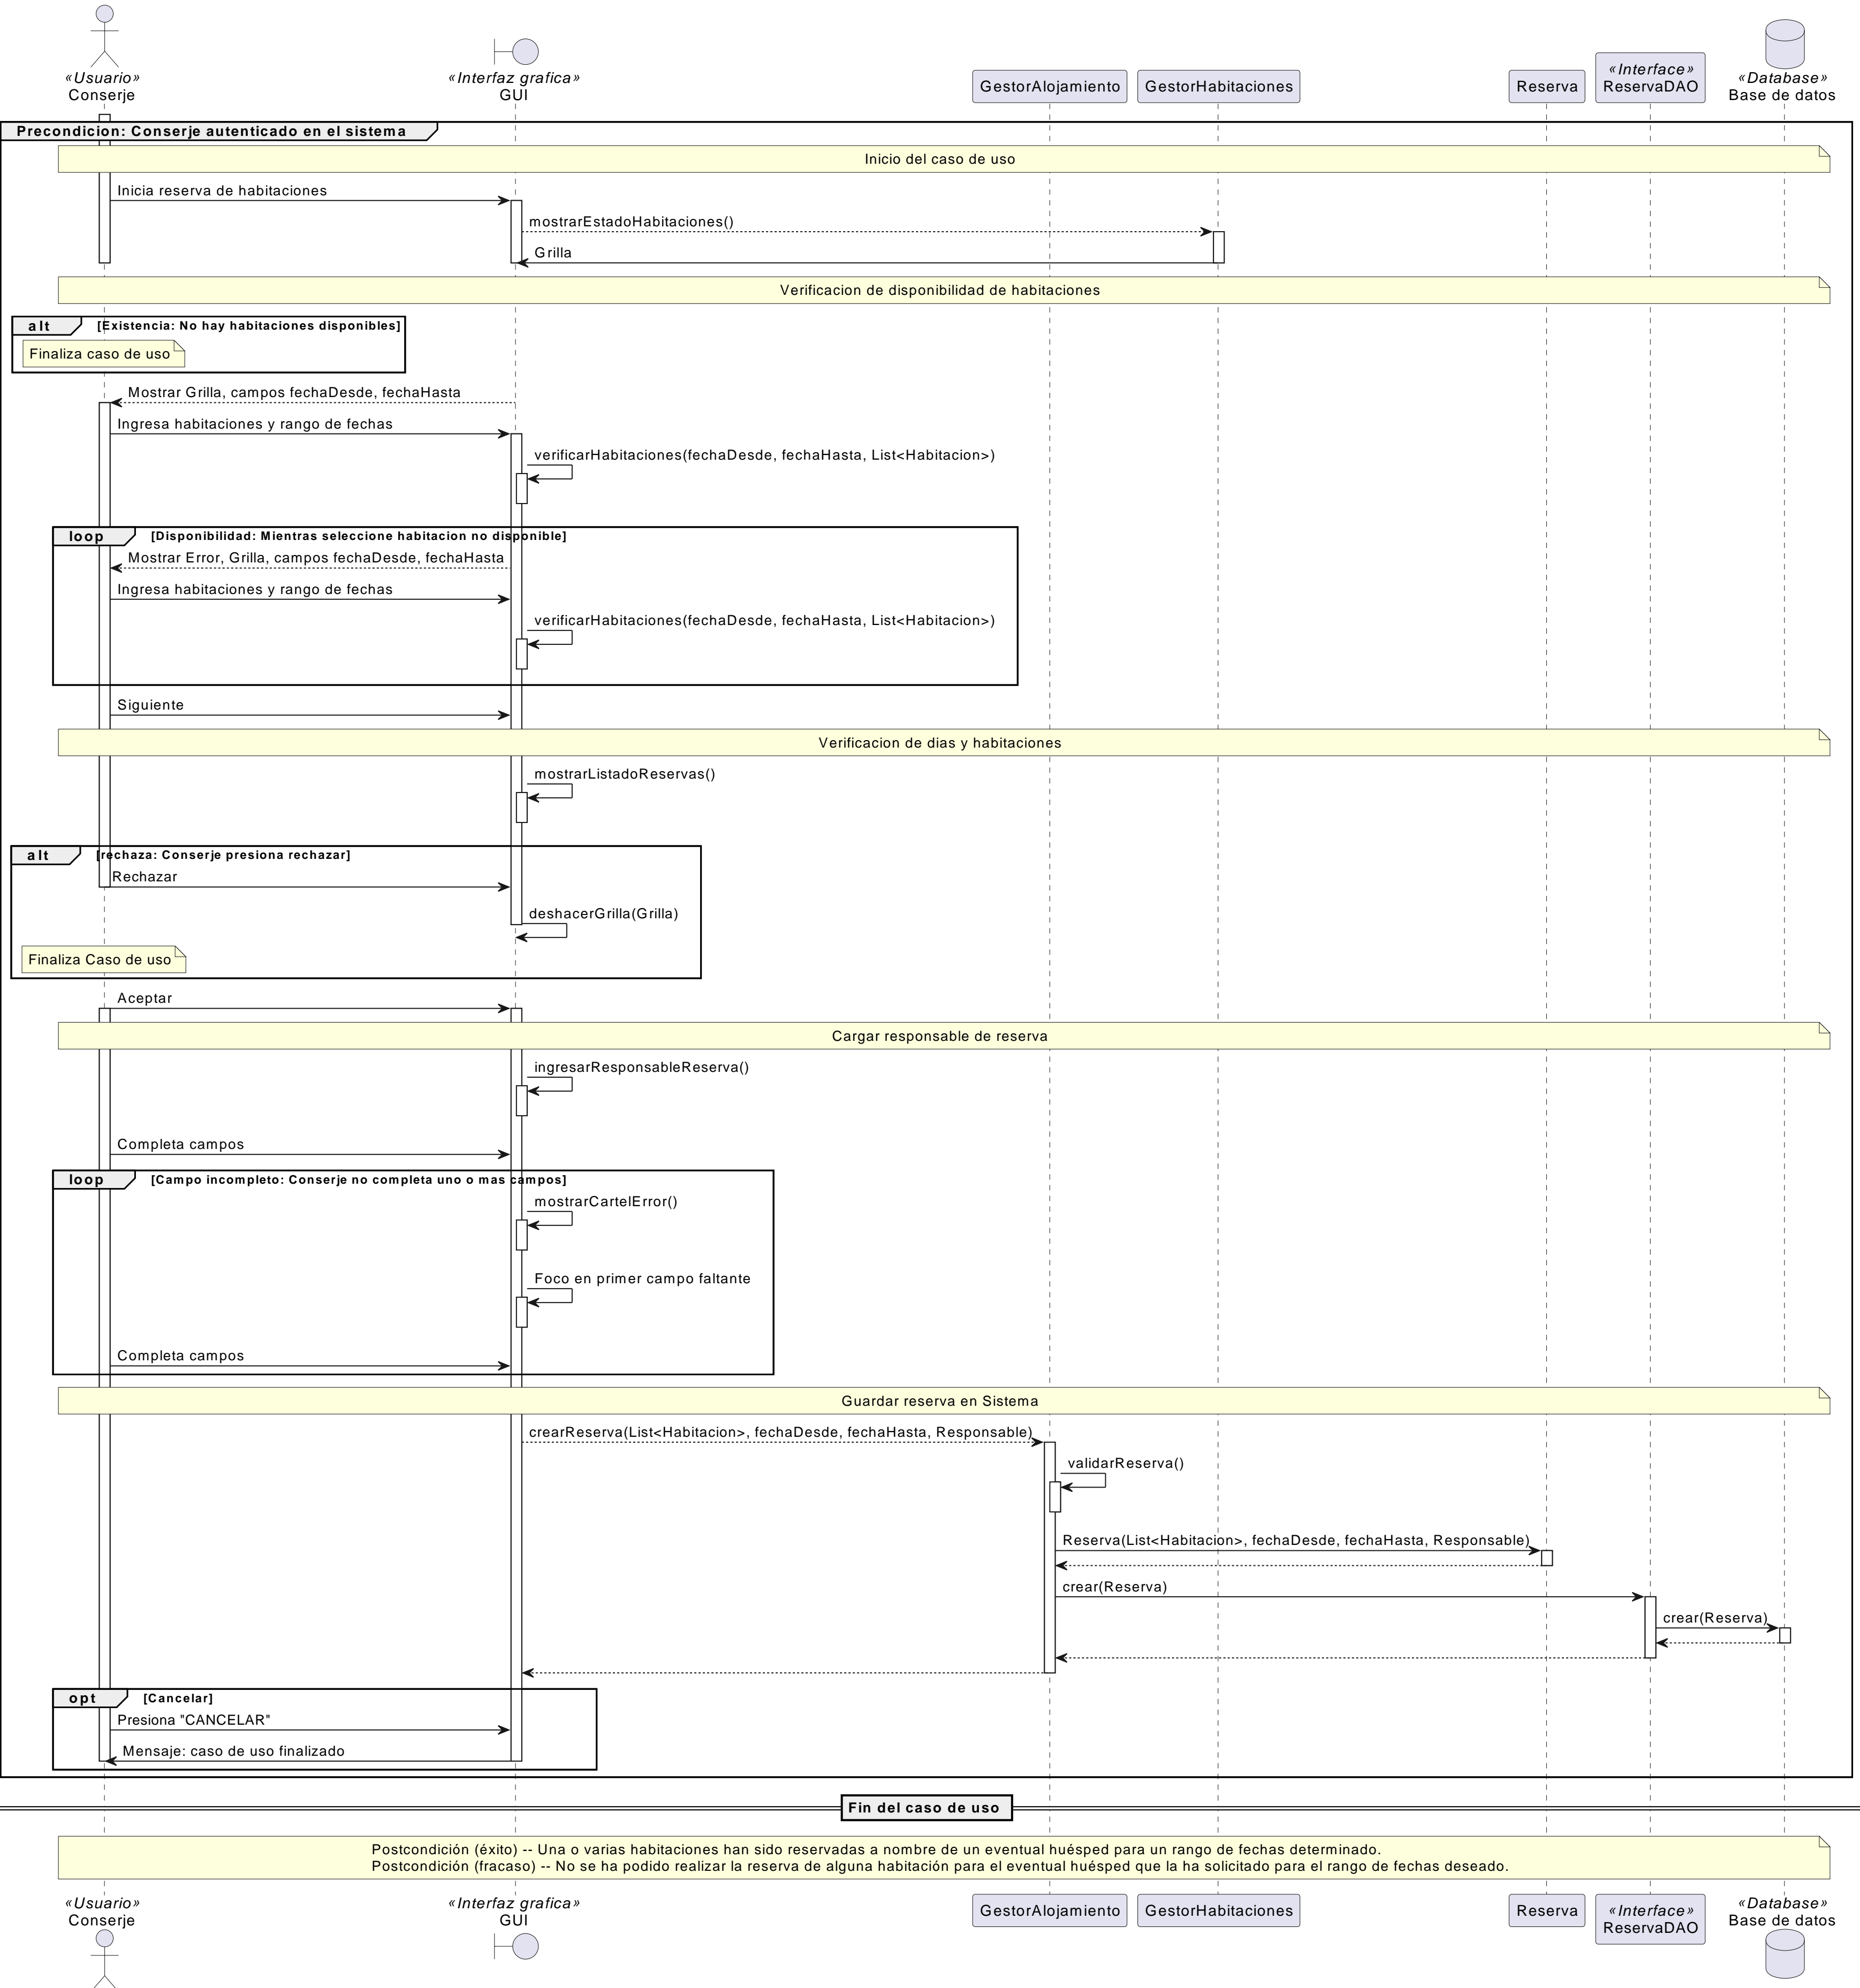 «Usuario»
Conserje
«Interfaz grafica»
GUI
GestorAlojamiento
GestorHabitaciones
Reserva
«Interface»
ReservaDAO
«Database»
Base de datos
Precondicion: Conserje autenticado en el sistema
Inicio del caso de uso
Inicia reserva de habitaciones
mostrarEstadoHabitaciones()
Grilla
Verificacion de disponibilidad de habitaciones
alt [Existencia: No hay habitaciones disponibles]
Finaliza caso de uso
Mostrar Grilla, campos fechaDesde, fechaHasta
Ingresa habitaciones y rango de fechas
verificarHabitaciones(fechaDesde, fechaHasta, List<Habitacion>)
loop [Disponibilidad: Mientras seleccione habitacion no disponible]
Mostrar Error, Grilla, campos fechaDesde, fechaHasta
Ingresa habitaciones y rango de fechas
verificarHabitaciones(fechaDesde, fechaHasta, List<Habitacion>)
Siguiente
Verificacion de dias y habitaciones
mostrarListadoReservas()
alt [rechaza: Conserje presiona rechazar]
Rechazar
deshacerGrilla(Grilla)
Finaliza Caso de uso
Aceptar
Cargar responsable de reserva
ingresarResponsableReserva()
Completa campos
loop [Campo incompleto: Conserje no completa uno o mas campos]
mostrarCartelError()
Foco en primer campo faltante
Completa campos
Guardar reserva en Sistema
crearReserva(List<Habitacion>, fechaDesde, fechaHasta, Responsable)
validarReserva()
Reserva(List<Habitacion>, fechaDesde, fechaHasta, Responsable)
crear(Reserva)
crear(Reserva)
opt [Cancelar]
Presiona "CANCELAR"
Mensaje: caso de uso finalizado
Fin del caso de uso
Postcondición (éxito) -- Una o varias habitaciones han sido reservadas a nombre de un eventual huésped para un rango de fechas determinado.
Postcondición (fracaso) -- No se ha podido realizar la reserva de alguna habitación para el eventual huésped que la ha solicitado para el rango de fechas deseado.
«Usuario»
Conserje
«Interfaz grafica»
GUI
GestorAlojamiento
GestorHabitaciones
Reserva
«Interface»
ReservaDAO
«Database»
Base de datos